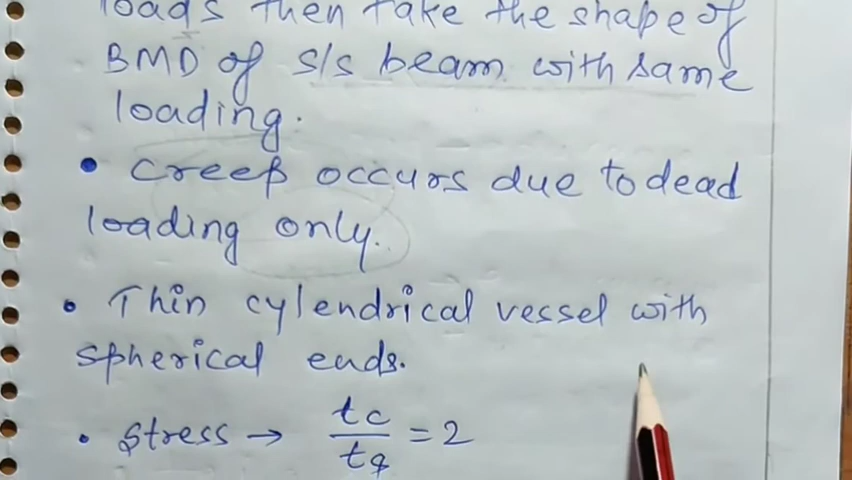 loads then take the shape of
BMD of s/s beam with same
loading.
• creep occurs due to dead
loading only.
• Thin cylendrical vessel with
spherical ends.
• stress → tc/ts = 2